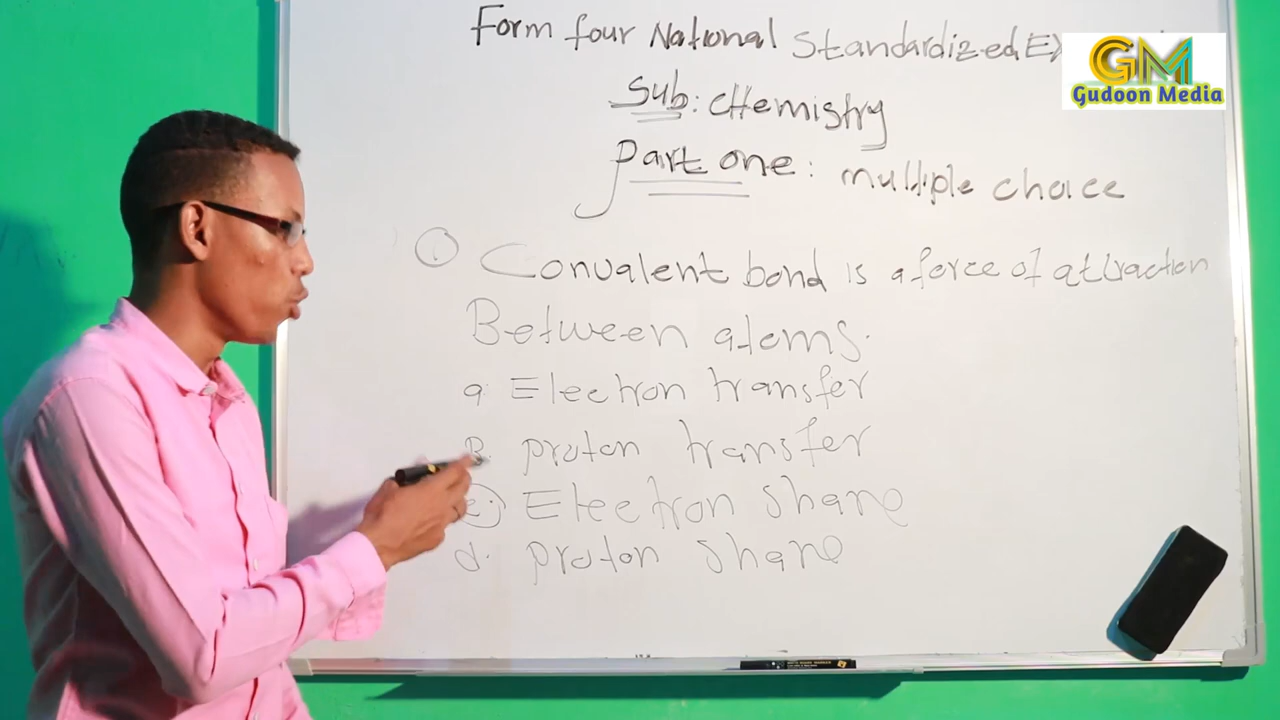 Form four National Standardized Ex
GM
Gudoon Media
Sub: CHemistry
Part one: multiple choice
1 Convalent bond is a force of attraction
Between atoms.
a. Electron transfer
B. proton transfer
c. Electron share
d. proton share